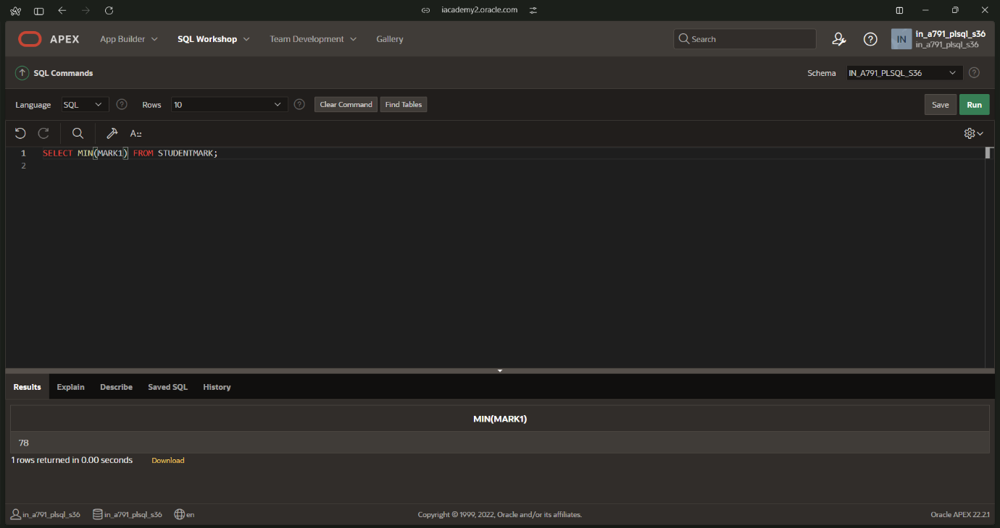 iacademy2.oracle.com
APEX App Builder SQL Workshop Team Development Gallery Search IN in_a791_plsql_s36
in_a791_plsql_s36
SQL Commands Schema IN_A791_PLSQL_S36
Language SQL Rows 10 Clear Command Find Tables Save Run
A::
1 SELECT MIN(MARK1) FROM STUDENTMARK;
2
Results Explain Describe Saved SQL History
MIN(MARK1)
78
1 rows returned in 0.00 seconds Download
in_a791_plsql_s36 in_a791_plsql_s36 en Copyright © 1999, 2022, Oracle and/or its affiliates. Oracle APEX 22.2.1